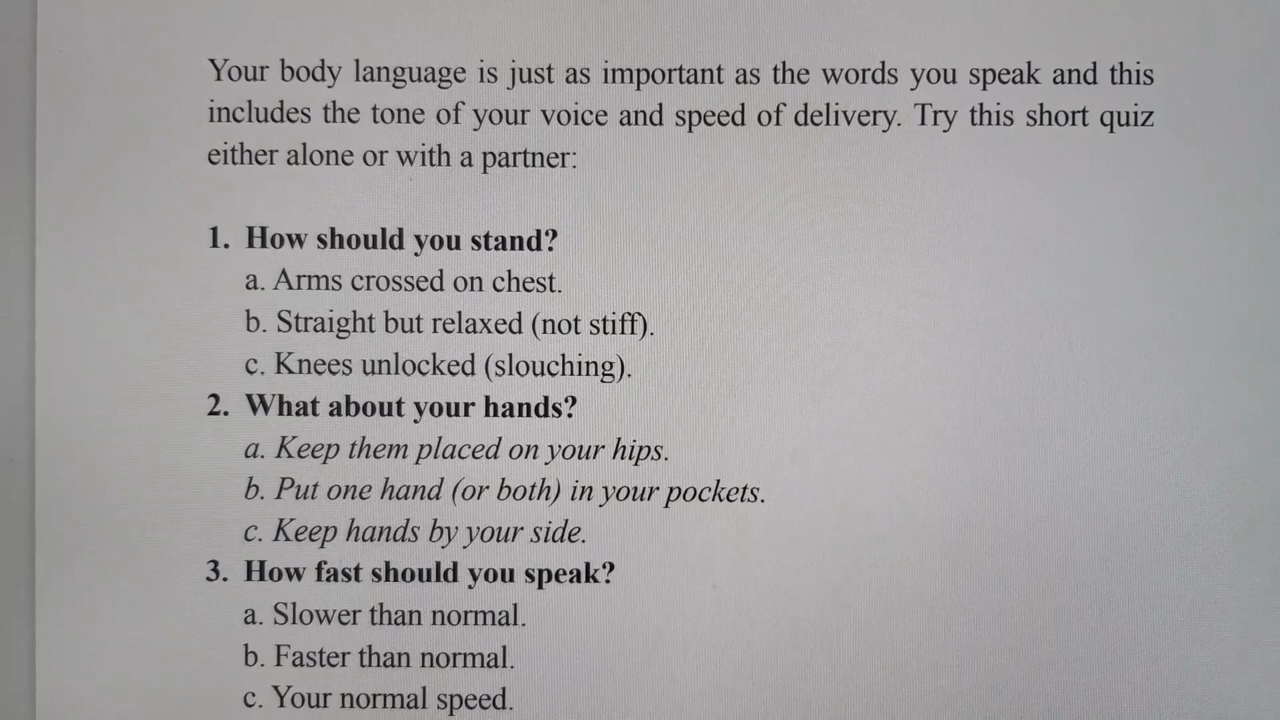 Your body language is just as important as the words you speak and this
includes the tone of your voice and speed of delivery. Try this short quiz
either alone or with a partner:
1. How should you stand?
a. Arms crossed on chest.
b. Straight but relaxed (not stiff).
c. Knees unlocked (slouching).
2. What about your hands?
a. Keep them placed on your hips.
b. Put one hand (or both) in your pockets.
c. Keep hands by your side.
3. How fast should you speak?
a. Slower than normal.
b. Faster than normal.
c. Your normal speed.